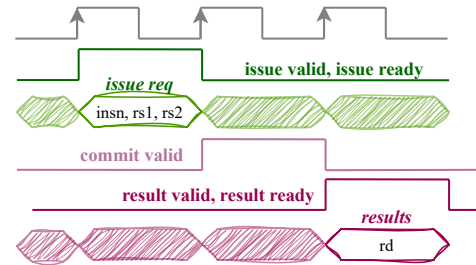 issue req
issue valid, issue ready
insn, rs1, rs2
commit valid
result valid, result ready
results
rd